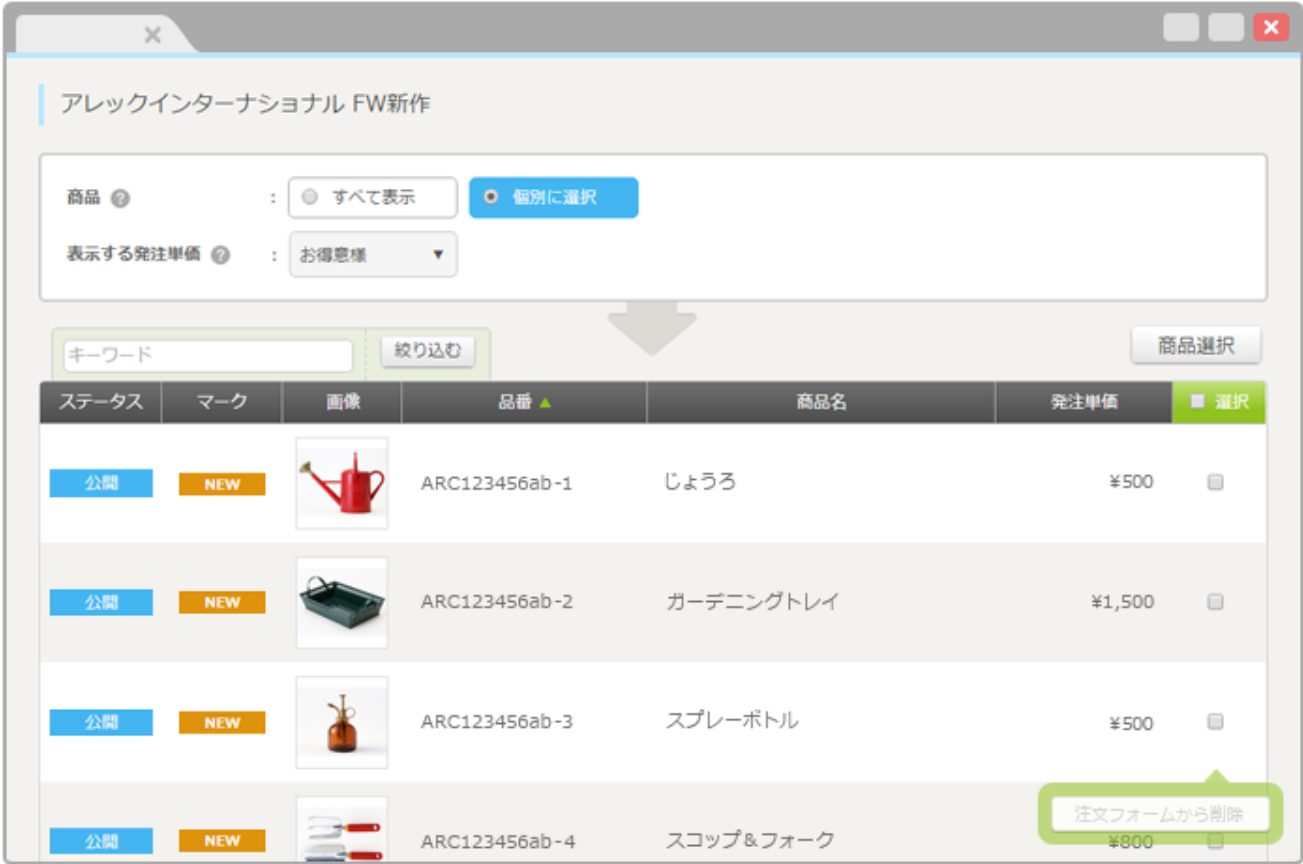 アレックインターナショナル FW新作
商品 ? : すべて表示 個別に選択
表示する発注単価 ? : お得意様 ▼
キーワード 絞り込む 商品選択
ステータス マーク 画像 品番 ▲ 商品名 発注単価 選択
公開 NEW ARC123456ab-1 じょうろ ¥500
公開 NEW ARC123456ab-2 ガーデニングトレイ ¥1,500
公開 NEW ARC123456ab-3 スプレーボトル ¥500
注文フォームから削除
公開 NEW ARC123456ab-4 スコップ&フォーク ¥800